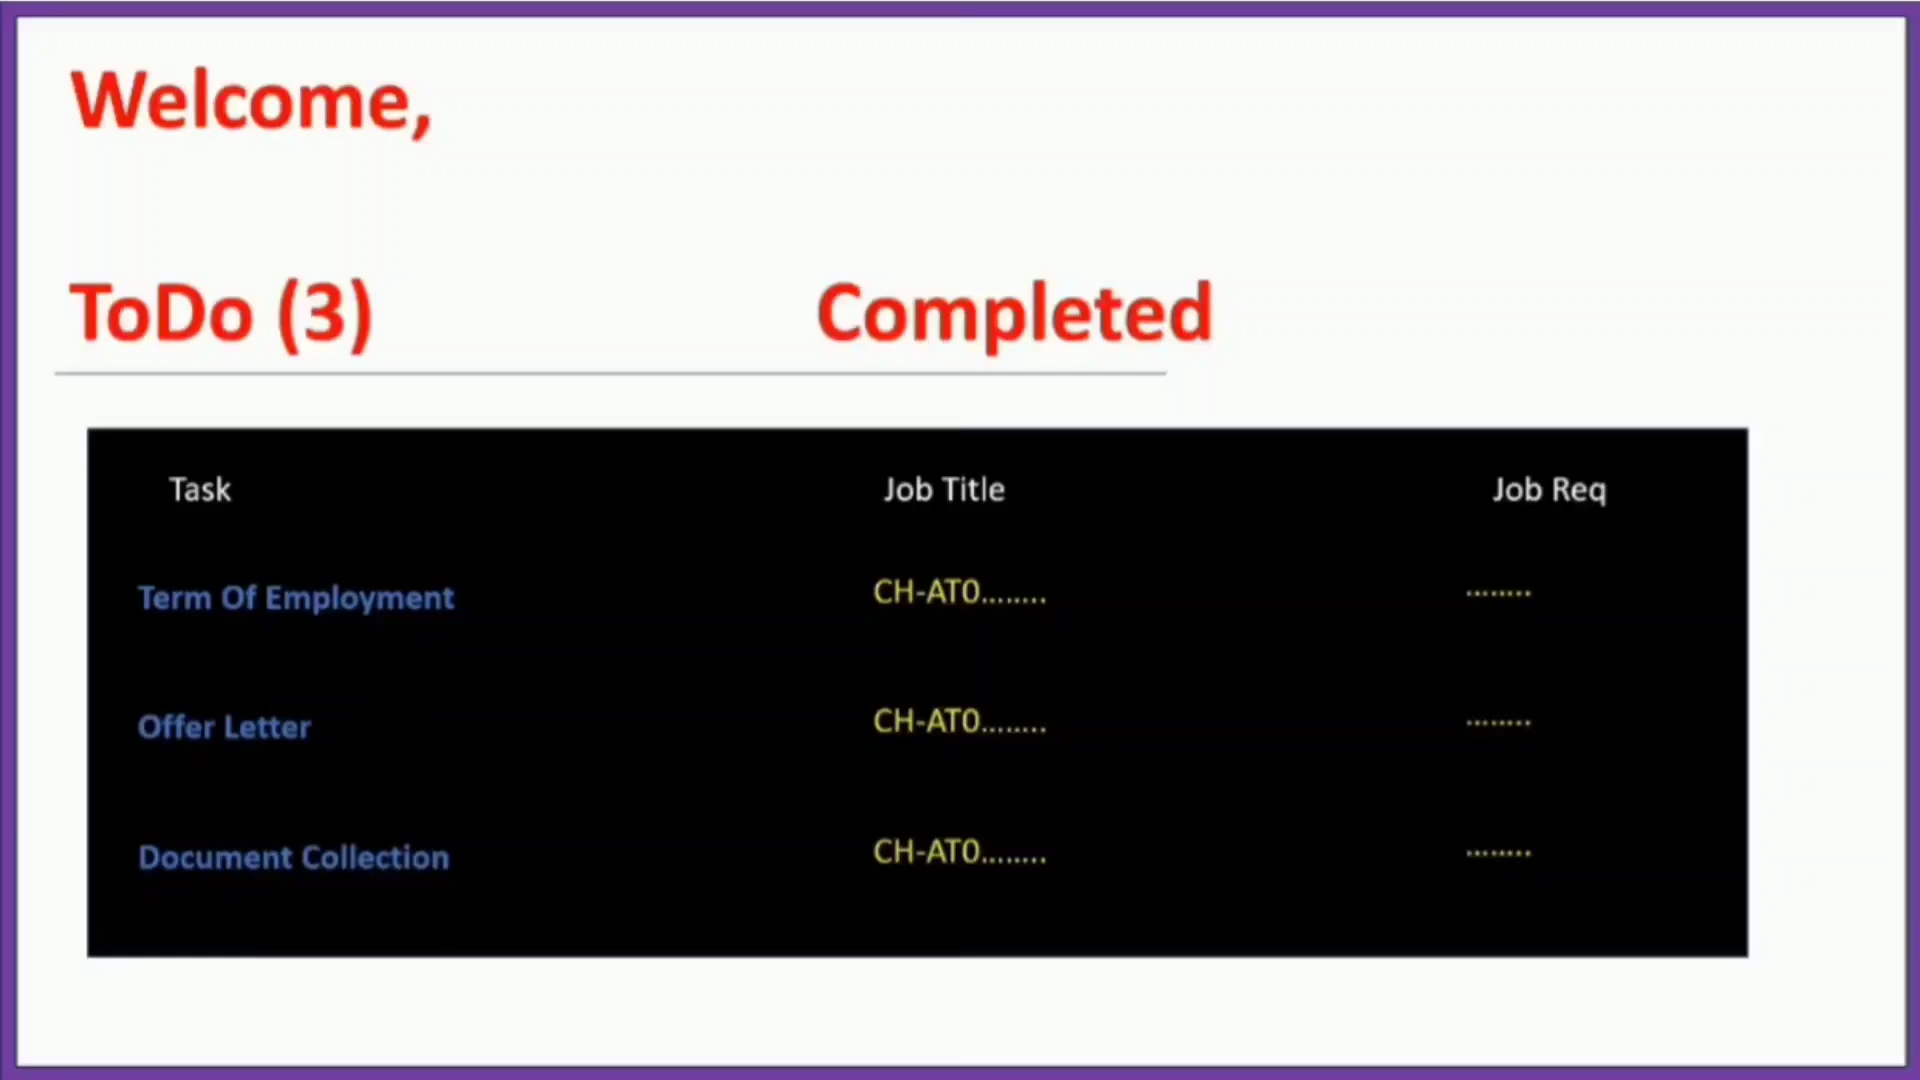 Welcome,
ToDo (3) Completed
Task Job Title Job Req
Term Of Employment CH-AT0........ ........
Offer Letter CH-AT0........ ........
Document Collection CH-AT0........ ........